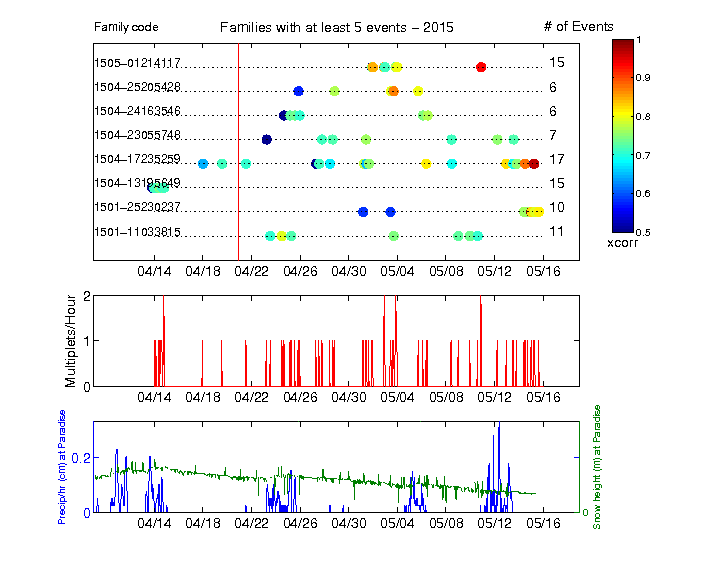 Family code Families with at least 5 events − 2015 # of Events
1505−01214117 15
1504−25205428 6
1504−24163546 6
1504−23055748 7
1504−17235259 17
1504−13195649 15
1501−25230237 10
1501−11033815 11
04/14 04/18 04/22 04/26 04/30 05/04 05/08 05/12 05/16
1
0.9
0.8
0.7
0.6
0.5
xcorr
Multiplets/Hour
2
1
0
04/14 04/18 04/22 04/26 04/30 05/04 05/08 05/12 05/16
Precip/hr (cm) at Paradise
0.2
0
Snow height (m) at Paradise
0
04/14 04/18 04/22 04/26 04/30 05/04 05/08 05/12 05/16